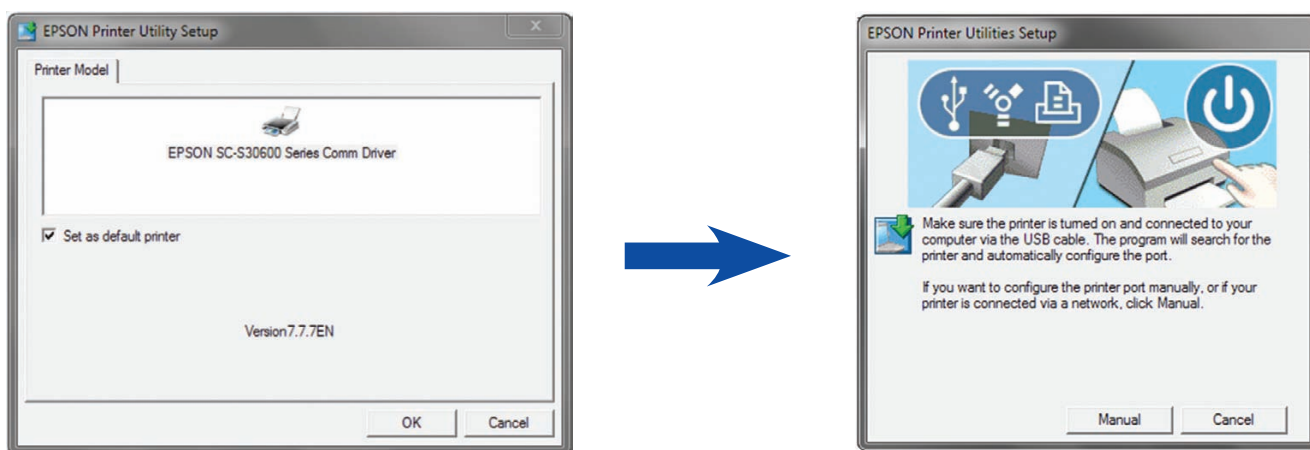 EPSON Printer Utility Setup
Printer Model
EPSON SC-S30600 Series Comm Driver
Set as default printer
Version7.7.7EN
OK Cancel
EPSON Printer Utilities Setup
Make sure the printer is turned on and connected to your
computer via the USB cable. The program will search for the
printer and automatically configure the port.
If you want to configure the printer port manually, or if your
printer is connected via a network, click Manual.
Manual Cancel